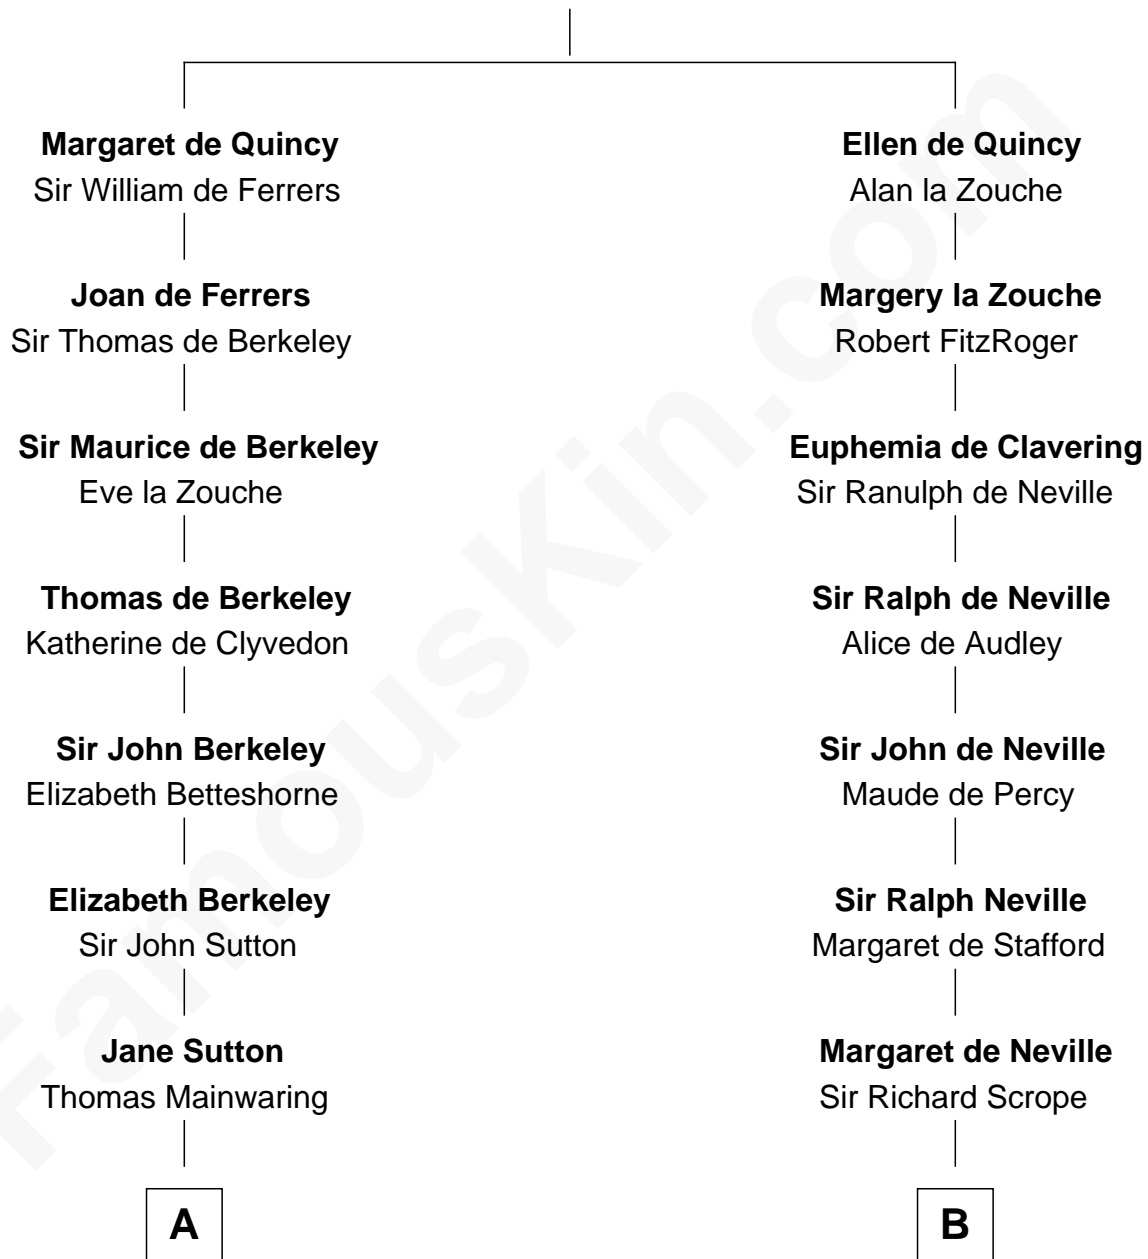 Margaret de Quincy
Sir William de Ferrers
Joan de Ferrers
Sir Thomas de Berkeley
Sir Maurice de Berkeley
Eve la Zouche
Thomas de Berkeley
Katherine de Clyvedon
Sir John Berkeley
Elizabeth Betteshorne
Elizabeth Berkeley
Sir John Sutton
Jane Sutton
Thomas Mainwaring
A
Ellen de Quincy
Alan la Zouche
Margery la Zouche
Robert FitzRoger
Euphemia de Clavering
Sir Ranulph de Neville
Sir Ralph de Neville
Alice de Audley
Sir John de Neville
Maude de Percy
Sir Ralph Neville
Margaret de Stafford
Margaret de Neville
Sir Richard Scrope
B
FamousKin.com